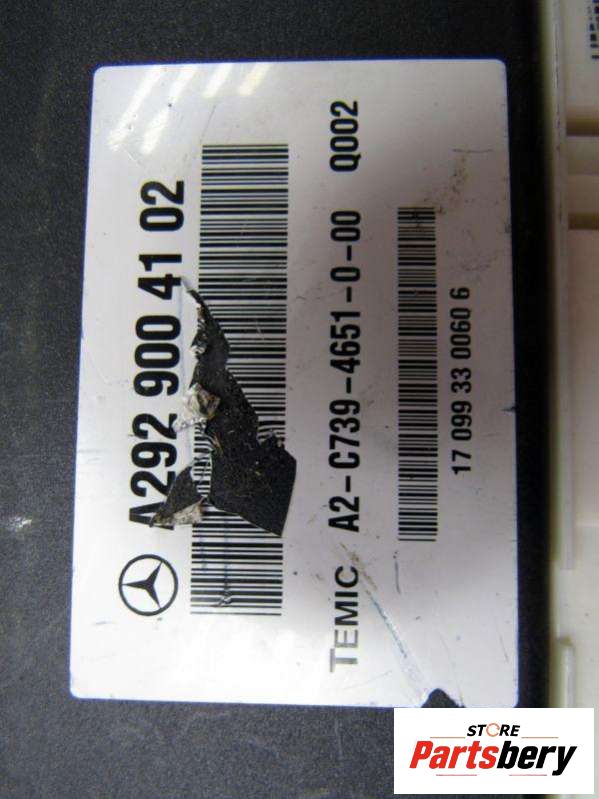 A292 900 41 02
TEMIC A2-C739-4651-0-00 Q002
17 099 33 0060 6
STORE
Partsbery